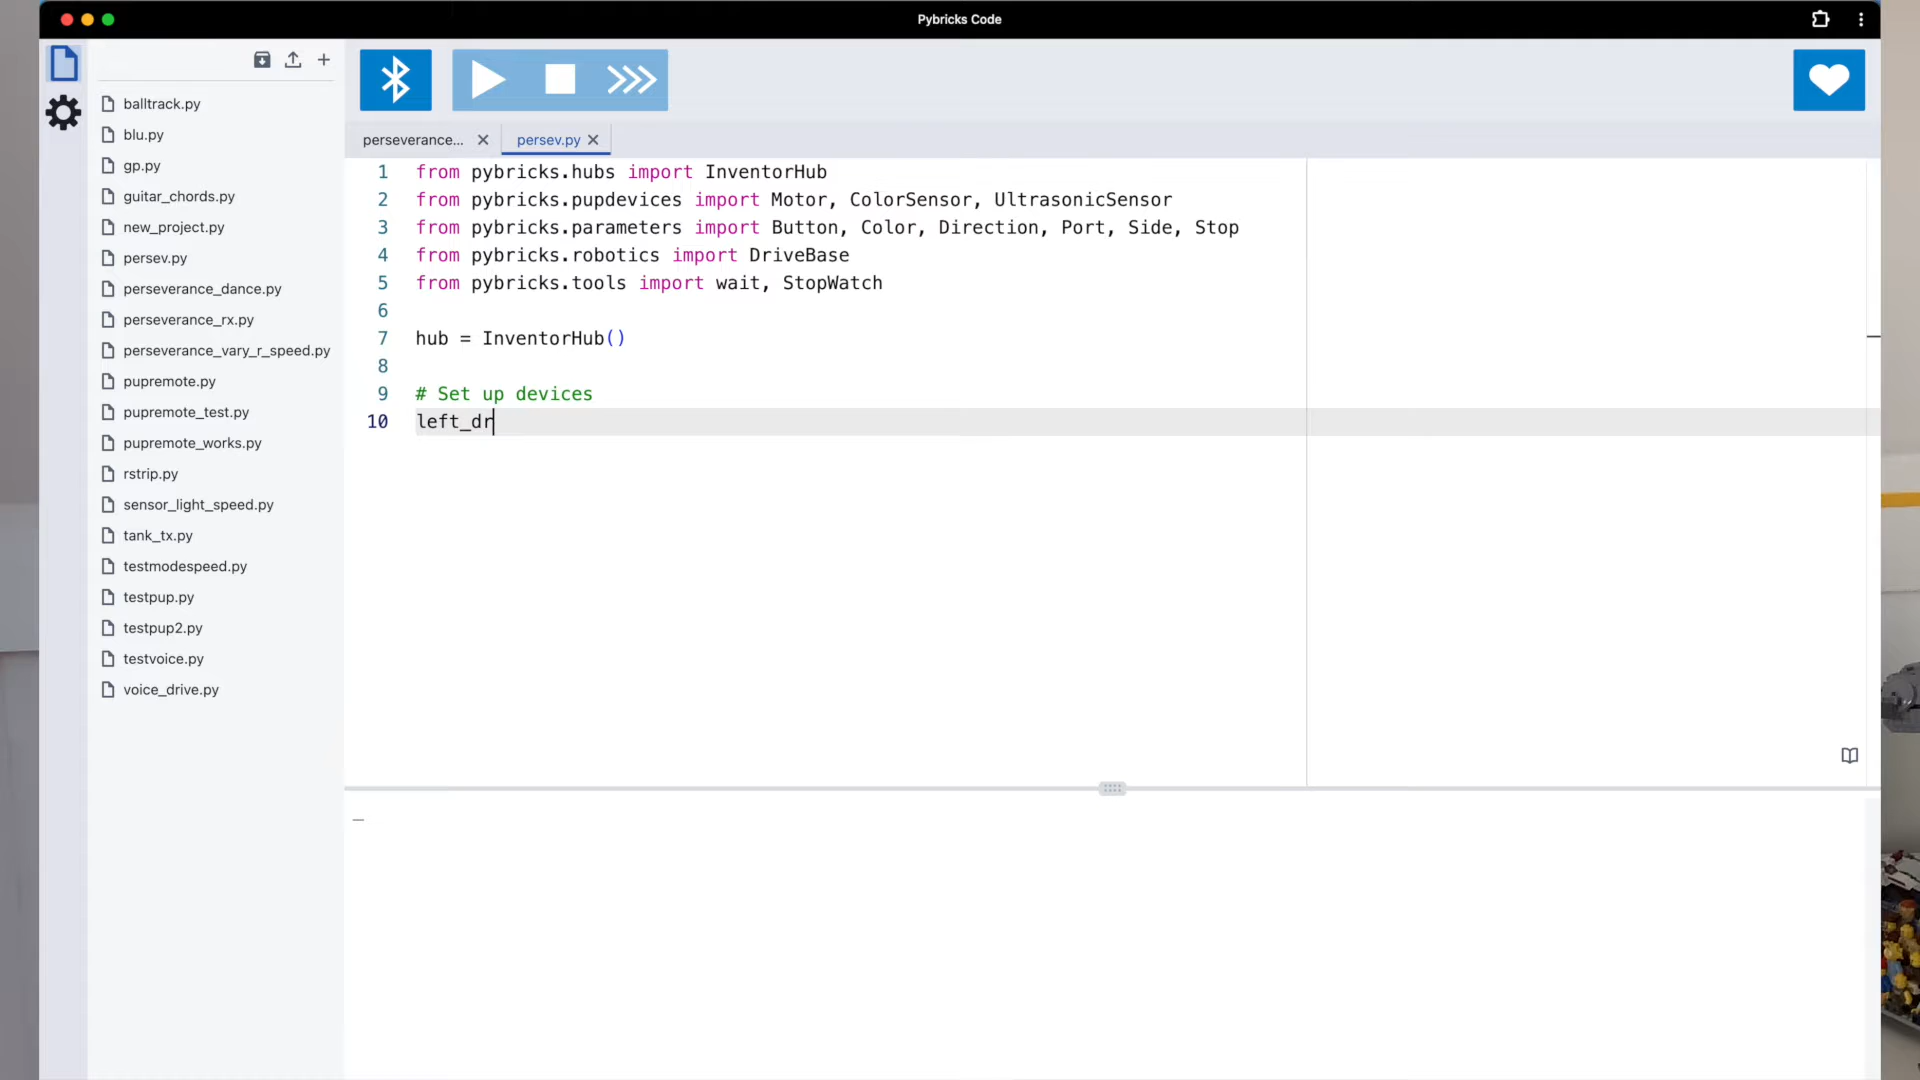 Pybricks Code
balltrack.py
blu.py
gp.py
guitar_chords.py
new_project.py
persev.py
perseverance_dance.py
perseverance_rx.py
perseverance_vary_r_speed.py
pupremote.py
pupremote_test.py
pupremote_works.py
rstrip.py
sensor_light_speed.py
tank_tx.py
testmodespeed.py
testpup.py
testpup2.py
testvoice.py
voice_drive.py
perseverance... persev.py
1 from pybricks.hubs import InventorHub
2 from pybricks.pupdevices import Motor, ColorSensor, UltrasonicSensor
3 from pybricks.parameters import Button, Color, Direction, Port, Side, Stop
4 from pybricks.robotics import DriveBase
5 from pybricks.tools import wait, StopWatch
6
7 hub = InventorHub()
8
9 # Set up devices
10 left_dr